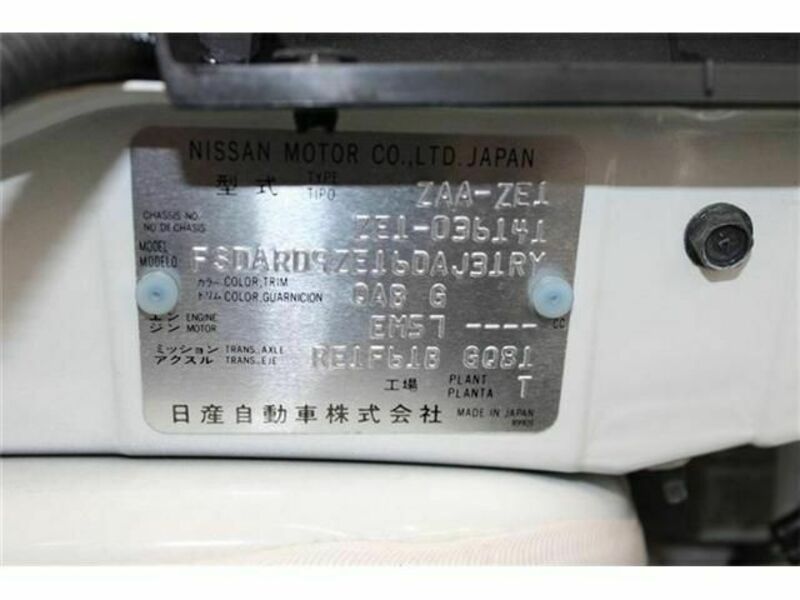 NISSAN MOTOR CO.,LTD. JAPAN
型式 TYPE TIPO ZAA-ZE1
CHASSIS NO. NO DE CHASIS ZE1-036141
MODEL MODELO FSDARD9ZE16DAJ31RY
カラー COLOR,TRIM
トリム COLOR,GUARNICION QAB G
エンジン ENGINE MOTOR EM57 ---- CC
ミッション TRANS.,AXLE
アクスル TRANS.,EJE RE1F61B GQ81
工場 PLANT PLANTA T
日産自動車株式会社 MADE IN JAPAN